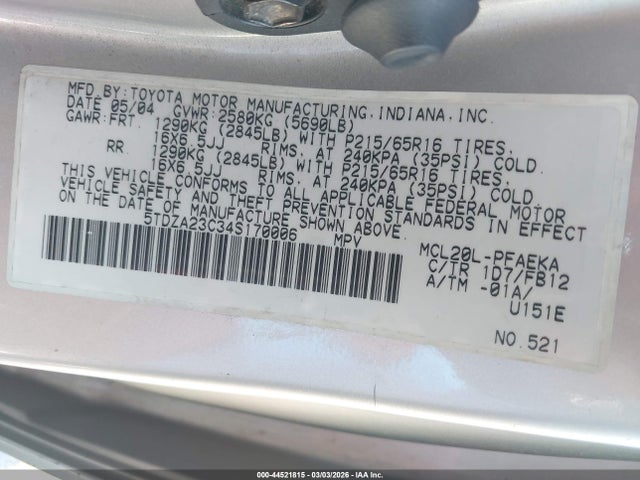 MFD.BY:TOYOTA MOTOR MANUFACTURING,INDIANA,INC.
DATE 05/04 GVWR:2580KG (5690LB)
GAWR:FRT. 1290KG (2845LB) WITH P215/65R16 TIRES,
16X6.5JJ RIMS, AT 240KPA (35PSI) COLD.
RR 1290KG (2845LB) WITH P215/65R16 TIRES,
16X6.5JJ RIMS, AT 240KPA (35PSI) COLD
THIS VEHICLE CONFORMS TO ALL APPLICABLE FEDERAL MOTOR
VEHICLE SAFETY AND THEFT PREVENTION STANDARDS IN EFFECT
ON THE DATE OF MANUFACTURE SHOWN ABOVE.
5TDZA23C34S170006 MPV
MCL20L-PFAEKA
C/TR 1D7/FB12
A/TM -01A/
U151E
NO.521
000-44521815 - 03/03/2026 - IAAI.com